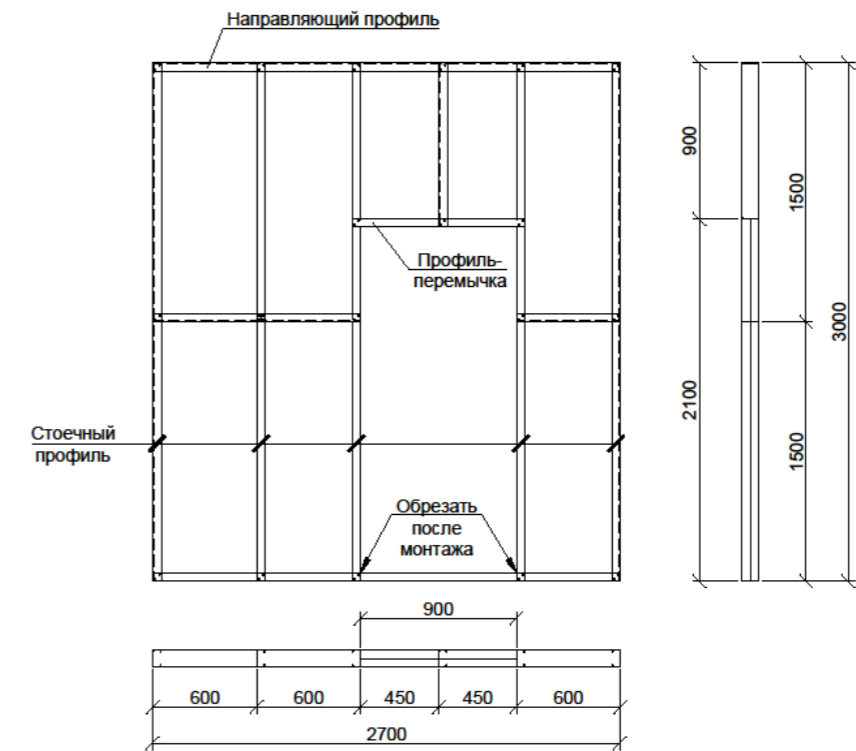 Направляющий профиль
900
1500
3000
Профиль-
перемычка
2100
1500
Стоечный
профиль
Обрезать
после
монтажа
900
600
600
450
450
600
2700